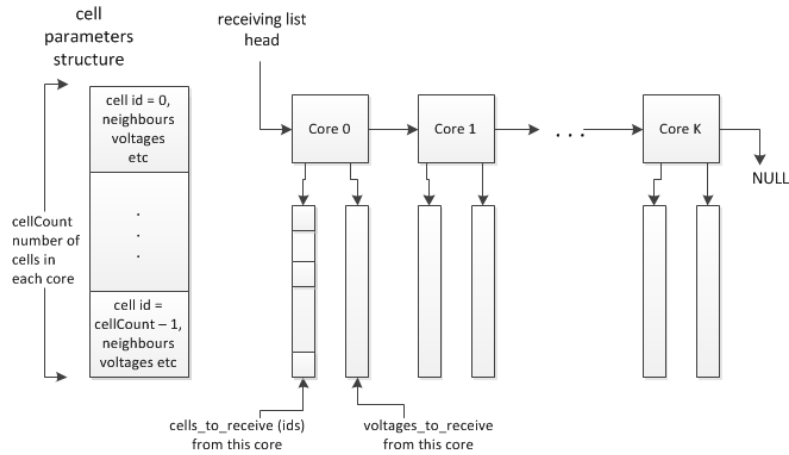 cell
parameters
structure
receiving list
head
cell id = 0,
neighbours
voltages
etc
Core 0
Core 1
. . .
Core K
NULL
.
.
.
cellCount
number of
cells in
each core
cell id =
cellCount – 1,
neighbours
voltages etc
cells_to_receive (ids)
from this core
voltages_to_receive
from this core